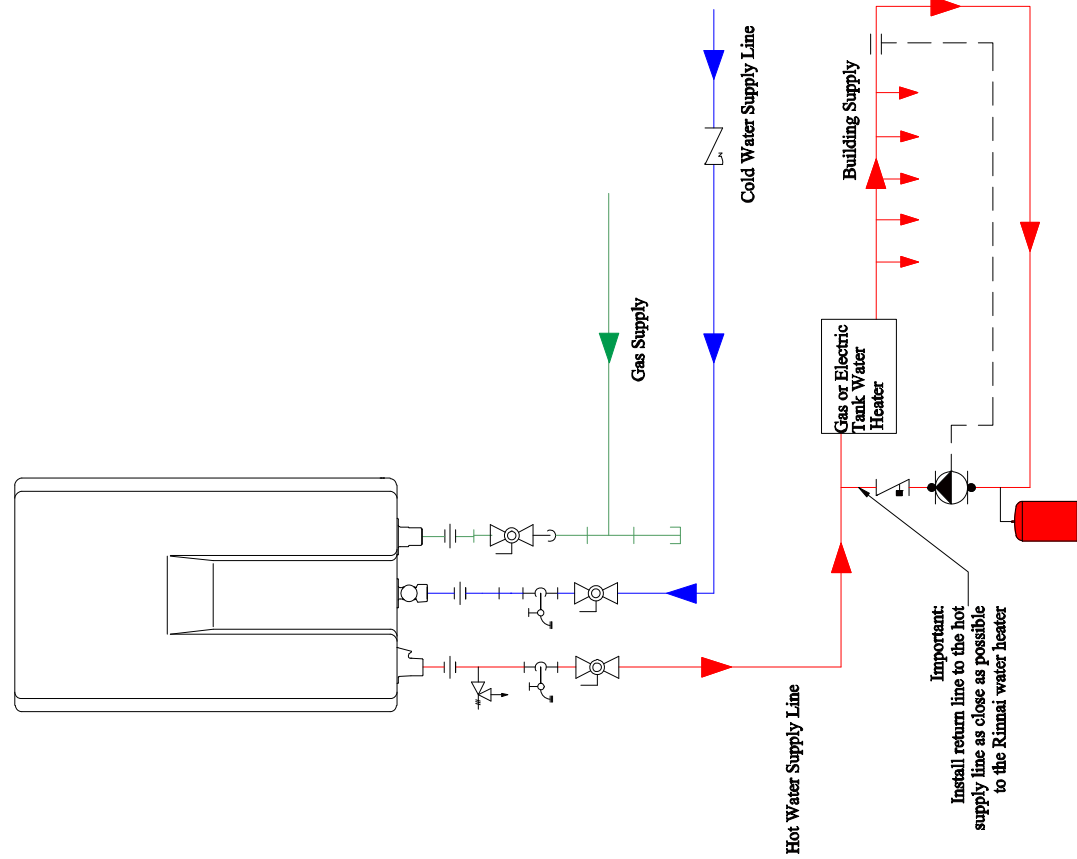 Cold Water Supply Line
Building Supply
Gas Supply
Gas or Electric
Tank Water
Heater
Hot Water Supply Line
Important:
Install return line to the hot
supply line as close as possible
to the Rinnai water heater